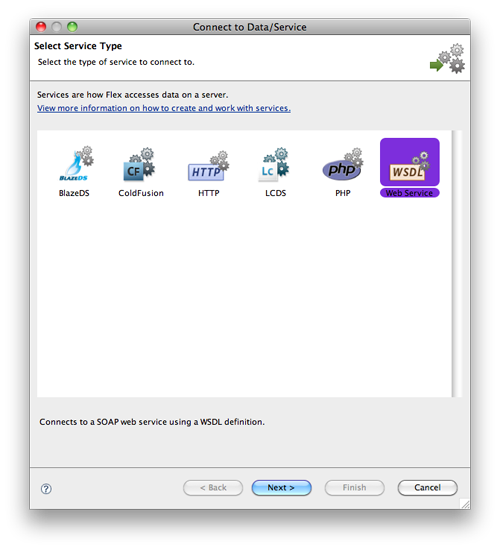 Connect to Data/Service
Select Service Type
Select the type of service to connect to.
Services are how Flex accesses data on a server.
View more information on how to create and work with services.
BLAZEDS CF HTTP Lc php WSDL
BlazeDS ColdFusion HTTP LCDS PHP Web Service
Connects to a SOAP web service using a WSDL definition.
? < Back Next > Finish Cancel